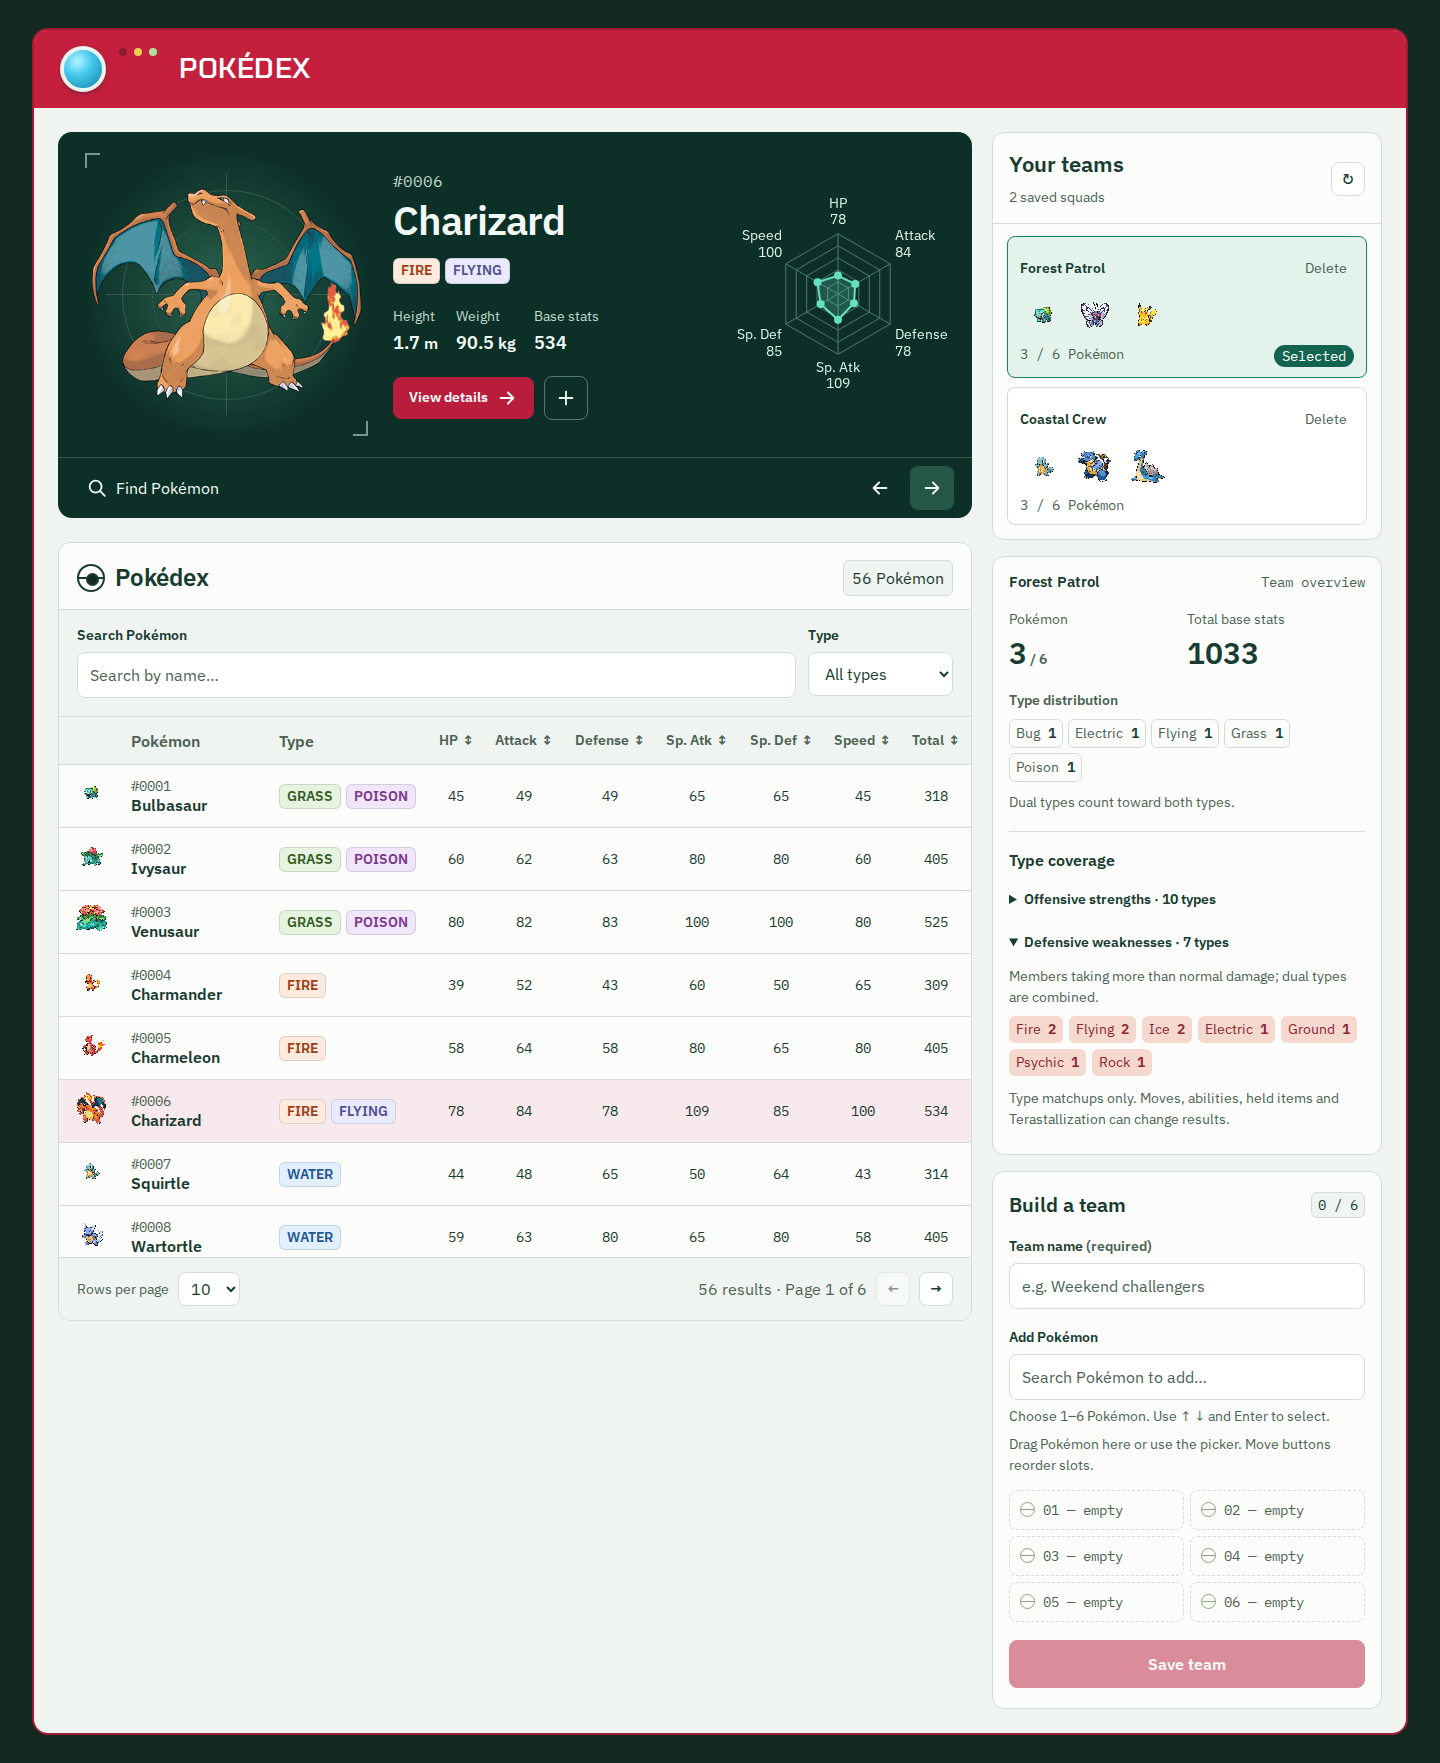 POKÉDEX
#0006
Charizard
FIRE FLYING
Height Weight Base stats
1.7 m 90.5 kg 534
View details → +
HP
78
Attack
84
Defense
78
Sp. Atk
109
Sp. Def
85
Speed
100
Find Pokémon ← →
Pokédex 56 Pokémon
Search Pokémon Type
Search by name... All types
Pokémon Type HP ↕ Attack ↕ Defense ↕ Sp. Atk ↕ Sp. Def ↕ Speed ↕ Total ↕
#0001
Bulbasaur GRASS POISON 45 49 49 65 65 45 318
#0002
Ivysaur GRASS POISON 60 62 63 80 80 60 405
#0003
Venusaur GRASS POISON 80 82 83 100 100 80 525
#0004
Charmander FIRE 39 52 43 60 50 65 309
#0005
Charmeleon FIRE 58 64 58 80 65 80 405
#0006
Charizard FIRE FLYING 78 84 78 109 85 100 534
#0007
Squirtle WATER 44 48 65 50 64 43 314
#0008
Wartortle WATER 59 63 80 65 80 58 405
Rows per page 10 56 results · Page 1 of 6 ← →
Your teams
2 saved squads ↻
Forest Patrol Delete
3 / 6 Pokémon Selected
Coastal Crew Delete
3 / 6 Pokémon
Forest Patrol Team overview
Pokémon Total base stats
3 / 6 1033
Type distribution
Bug 1 Electric 1 Flying 1 Grass 1
Poison 1
Dual types count toward both types.
Type coverage
▶ Offensive strengths · 10 types
▼ Defensive weaknesses · 7 types
Members taking more than normal damage; dual types
are combined.
Fire 2 Flying 2 Ice 2 Electric 1 Ground 1
Psychic 1 Rock 1
Type matchups only. Moves, abilities, held items and
Terastallization can change results.
Build a team 0 / 6
Team name (required)
e.g. Weekend challengers
Add Pokémon
Search Pokémon to add...
Choose 1–6 Pokémon. Use ↑ ↓ and Enter to select.
Drag Pokémon here or use the picker. Move buttons
reorder slots.
01 — empty 02 — empty
03 — empty 04 — empty
05 — empty 06 — empty
Save team